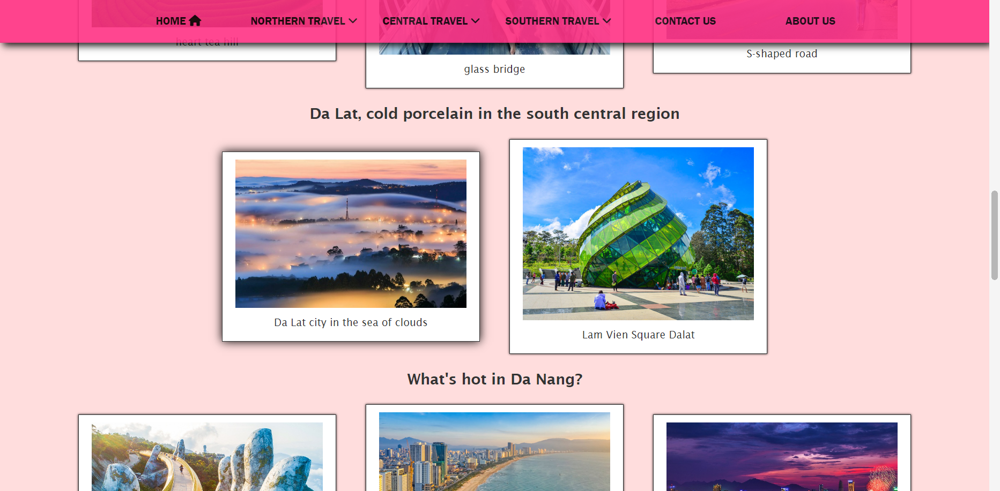 HOME NORTHERN TRAVEL CENTRAL TRAVEL SOUTHERN TRAVEL CONTACT US ABOUT US
heart tea hill
S-shaped road
glass bridge
Da Lat, cold porcelain in the south central region
Da Lat city in the sea of clouds
Lam Vien Square Dalat
What's hot in Da Nang?